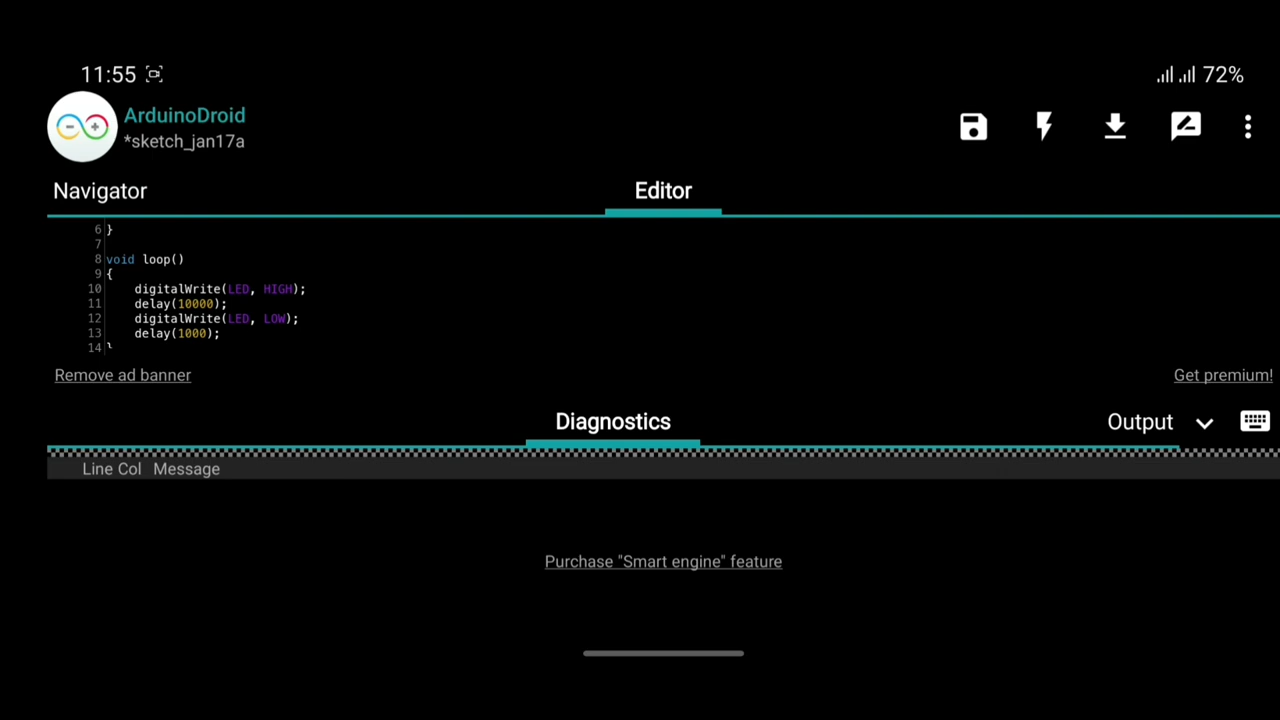 11:55 72%
ArduinoDroid
*sketch_jan17a
Navigator Editor
6 }
7
8 void loop()
9 {
10 digitalWrite(LED, HIGH);
11 delay(10000);
12 digitalWrite(LED, LOW);
13 delay(1000);
14 }
Remove ad banner Get premium!
Diagnostics Output
Line Col Message
Purchase "Smart engine" feature